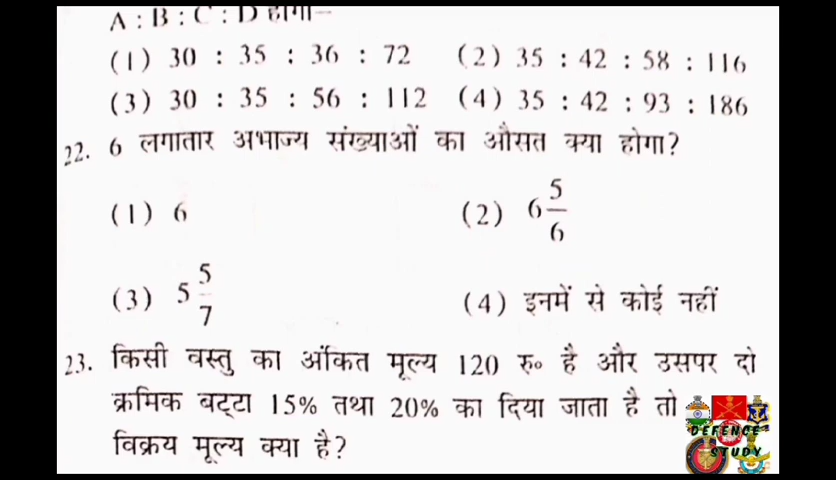 A : B : C : D होगा–
(1) 30 : 35 : 36 : 72 (2) 35 : 42 : 58 : 116
(3) 30 : 35 : 56 : 112 (4) 35 : 42 : 93 : 186
22. 6 लगातार अभाज्य संख्याओं का औसत क्या होगा?
(1) 6 (2) 6 5/6
(3) 5 5/7 (4) इनमें से कोई नहीं
23. किसी वस्तु का अंकित मूल्य 120 रु० है और उसपर दो
क्रमिक बट्टा 15% तथा 20% का दिया जाता है तो
विक्रय मूल्य क्या है?
DEFENCE
STUDY